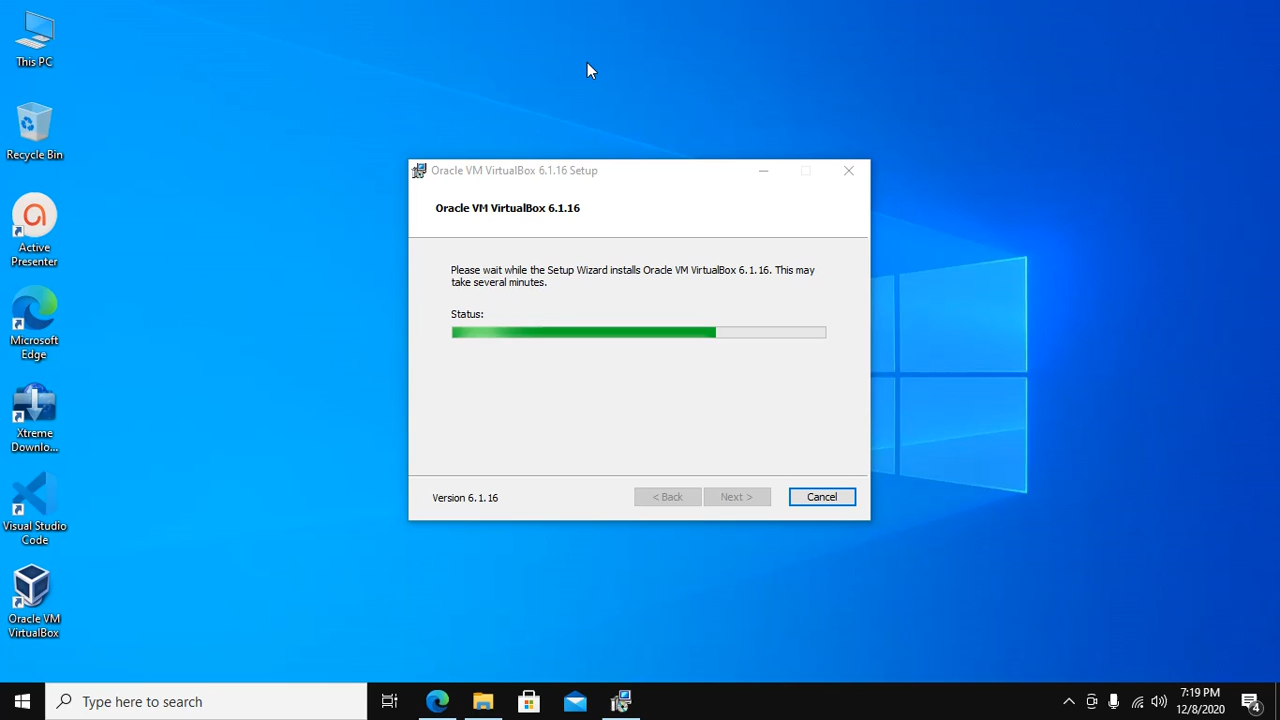 This PC
Recycle Bin
Active
Presenter
Microsoft
Edge
Xtreme
Downlo...
Visual Studio
Code
Oracle VM
VirtualBox
Oracle VM VirtualBox 6.1.16 Setup
Oracle VM VirtualBox 6.1.16
Please wait while the Setup Wizard installs Oracle VM VirtualBox 6.1.16. This may
take several minutes.
Status:
Version 6.1.16
< Back
Next >
Cancel
Type here to search
7:19 PM
12/8/2020
4